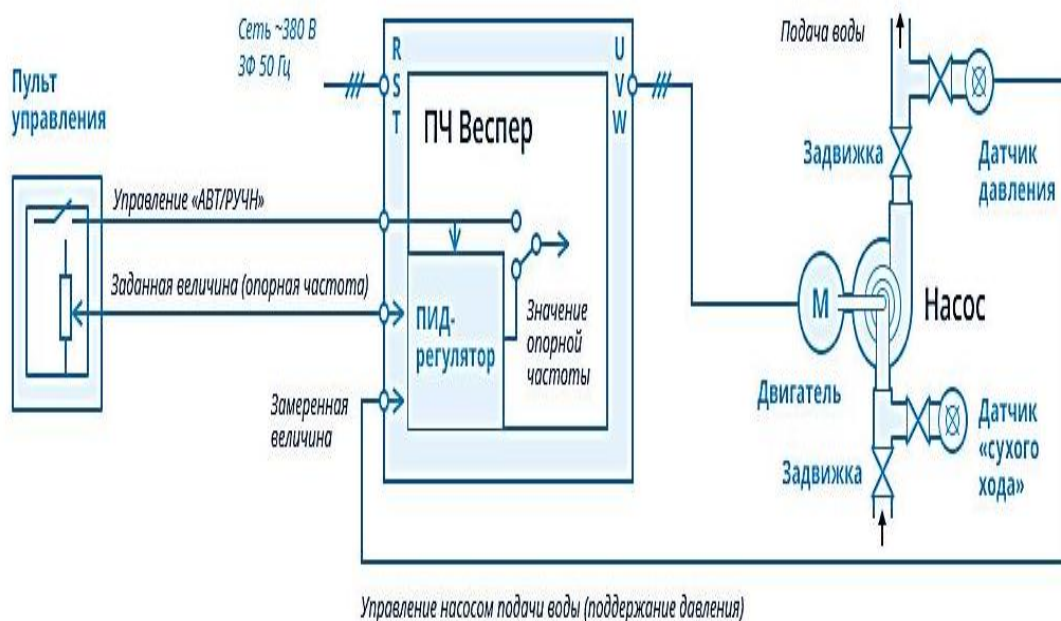 Сеть ~380 В
3Ф 50 Гц
R
S
T
U
V
W
Подача воды
Пульт
управления
ПЧ Веспер
Задвижка
Датчик
давления
Управление «АВТ/РУЧН»
Заданная величина (опорная частота)
ПИД-
регулятор
Значение
опорной
частоты
M
Насос
Двигатель
Замеренная
величина
Датчик
«сухого
хода»
Задвижка
Управление насосом подачи воды (поддержание давления)